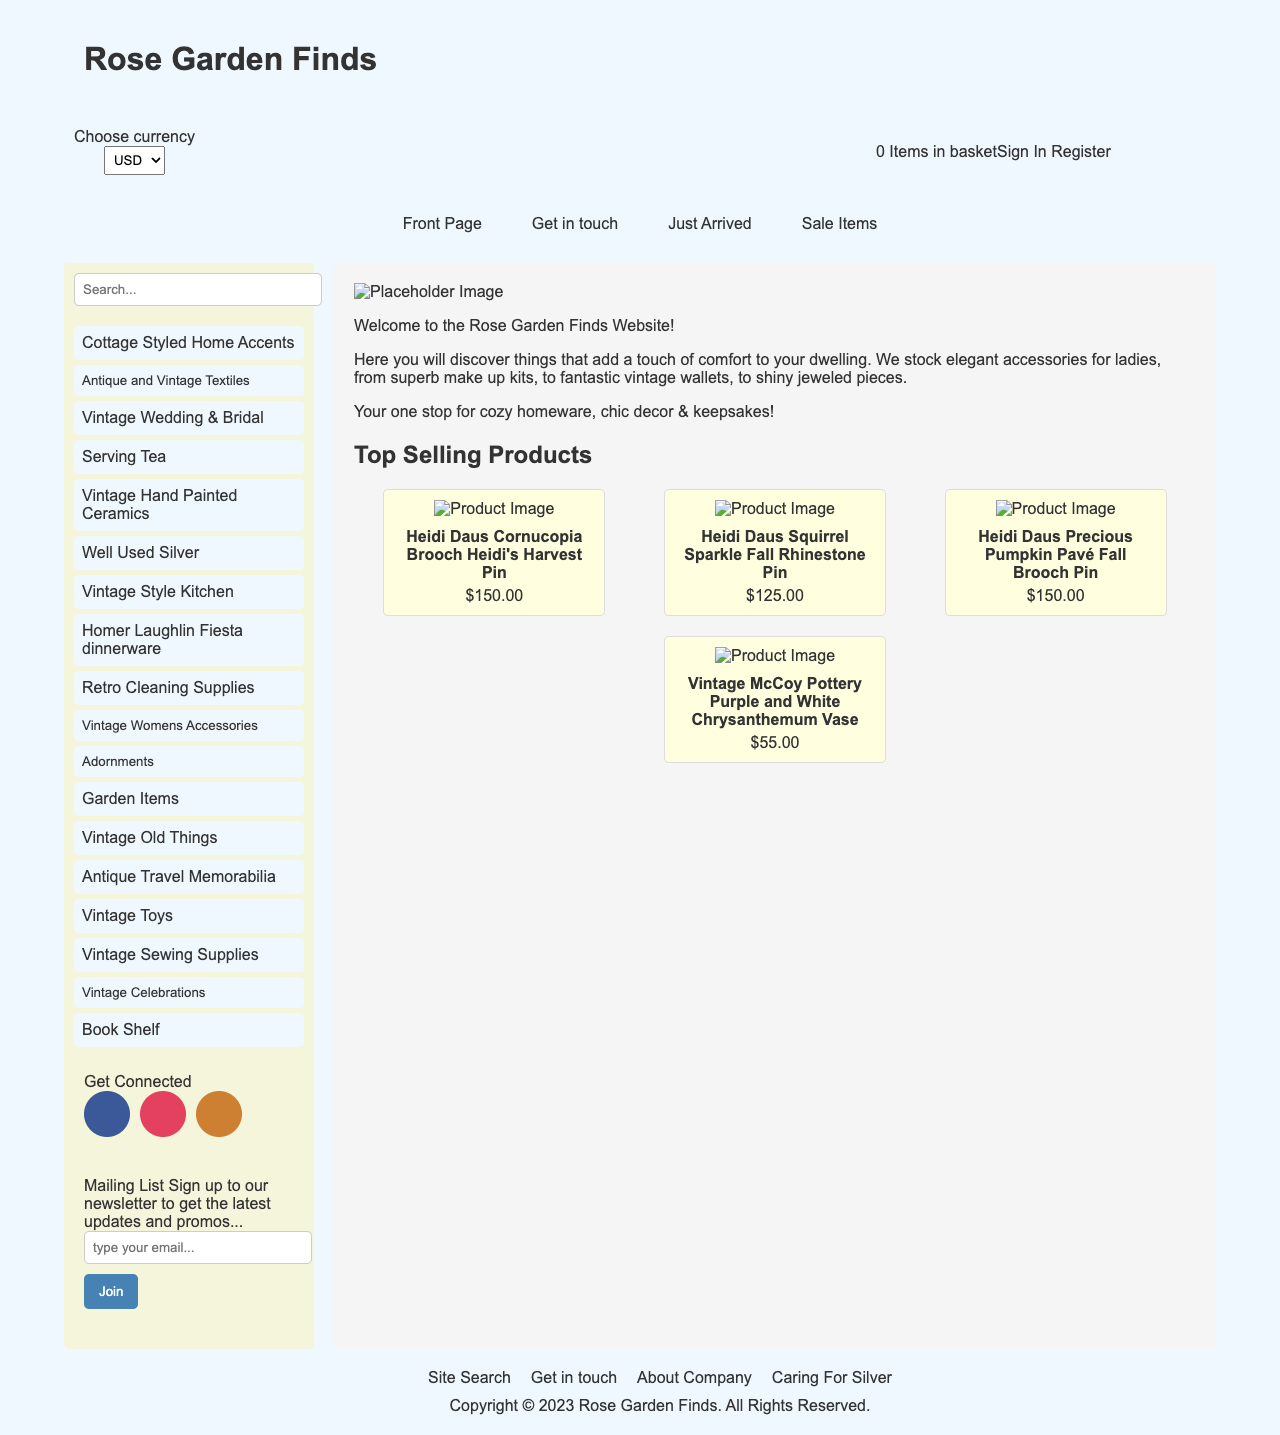 Rose Garden Finds
Choose currency
USD
0 Items in basketSign In Register
Front Page Get in touch Just Arrived Sale Items
Search...
Cottage Styled Home Accents
Antique and Vintage Textiles
Vintage Wedding & Bridal
Serving Tea
Vintage Hand Painted
Ceramics
Well Used Silver
Vintage Style Kitchen
Homer Laughlin Fiesta
dinnerware
Retro Cleaning Supplies
Vintage Womens Accessories
Adornments
Garden Items
Vintage Old Things
Antique Travel Memorabilia
Vintage Toys
Vintage Sewing Supplies
Vintage Celebrations
Book Shelf
Get Connected
Mailing List Sign up to our
newsletter to get the latest
updates and promos...
type your email...
Join
Placeholder Image
Welcome to the Rose Garden Finds Website!
Here you will discover things that add a touch of comfort to your dwelling. We stock elegant accessories for ladies,
from superb make up kits, to fantastic vintage wallets, to shiny jeweled pieces.
Your one stop for cozy homeware, chic decor & keepsakes!
Top Selling Products
Product Image
Heidi Daus Cornucopia
Brooch Heidi's Harvest
Pin
$150.00
Product Image
Heidi Daus Squirrel
Sparkle Fall Rhinestone
Pin
$125.00
Product Image
Heidi Daus Precious
Pumpkin Pavé Fall
Brooch Pin
$150.00
Product Image
Vintage McCoy Pottery
Purple and White
Chrysanthemum Vase
$55.00
Site Search Get in touch About Company Caring For Silver
Copyright © 2023 Rose Garden Finds. All Rights Reserved.